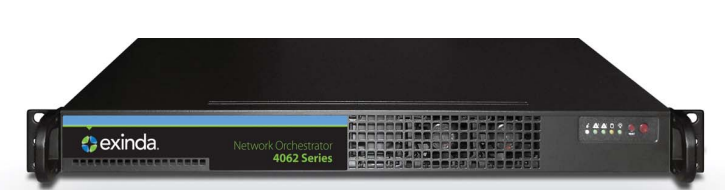 exinda.
Network Orchestrator
4062 Series